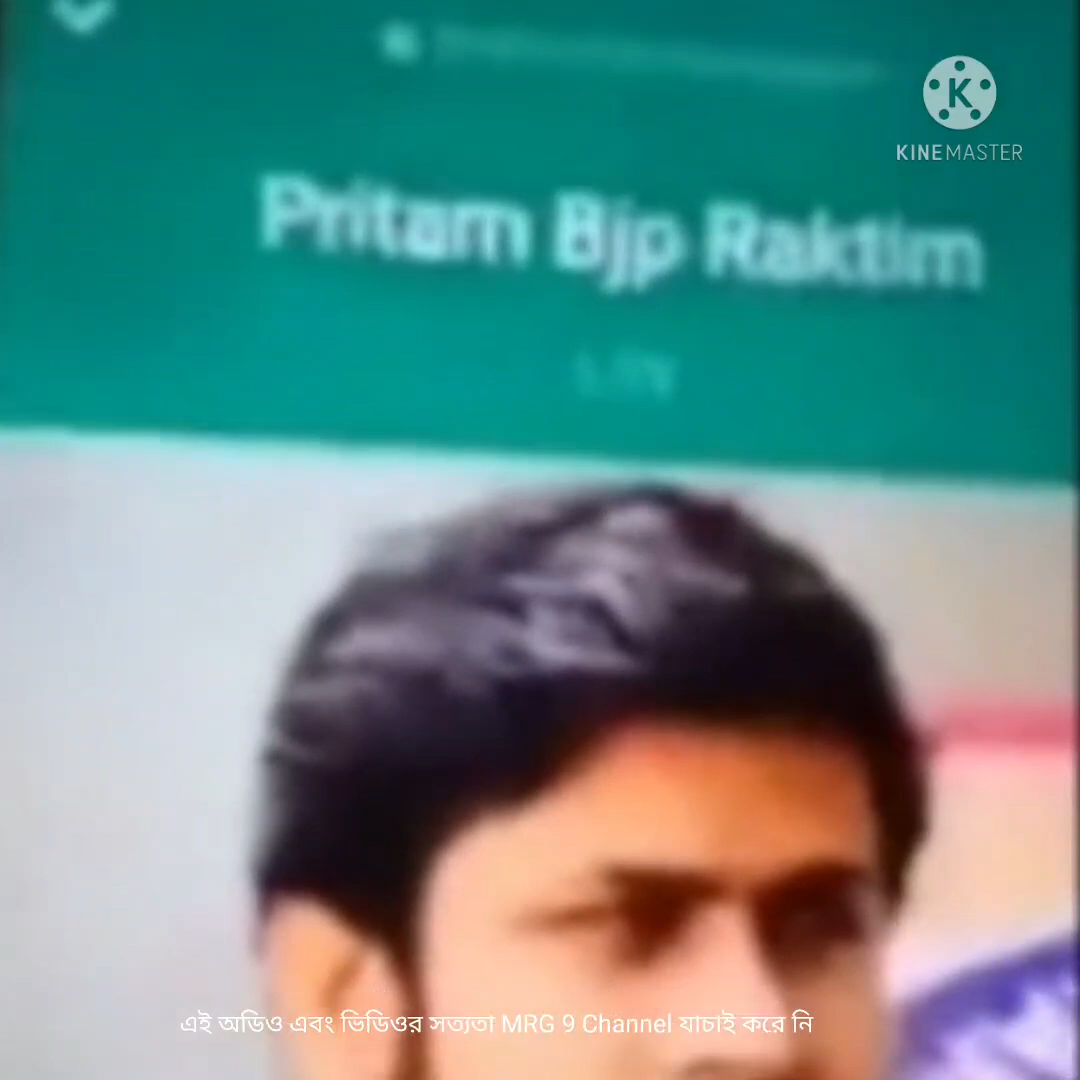 KINEMASTER
Pritam Bjp Raktim
এই অডিও এবং ভিডিওর সত্যতা MRG 9 Channel যাচাই করে নি